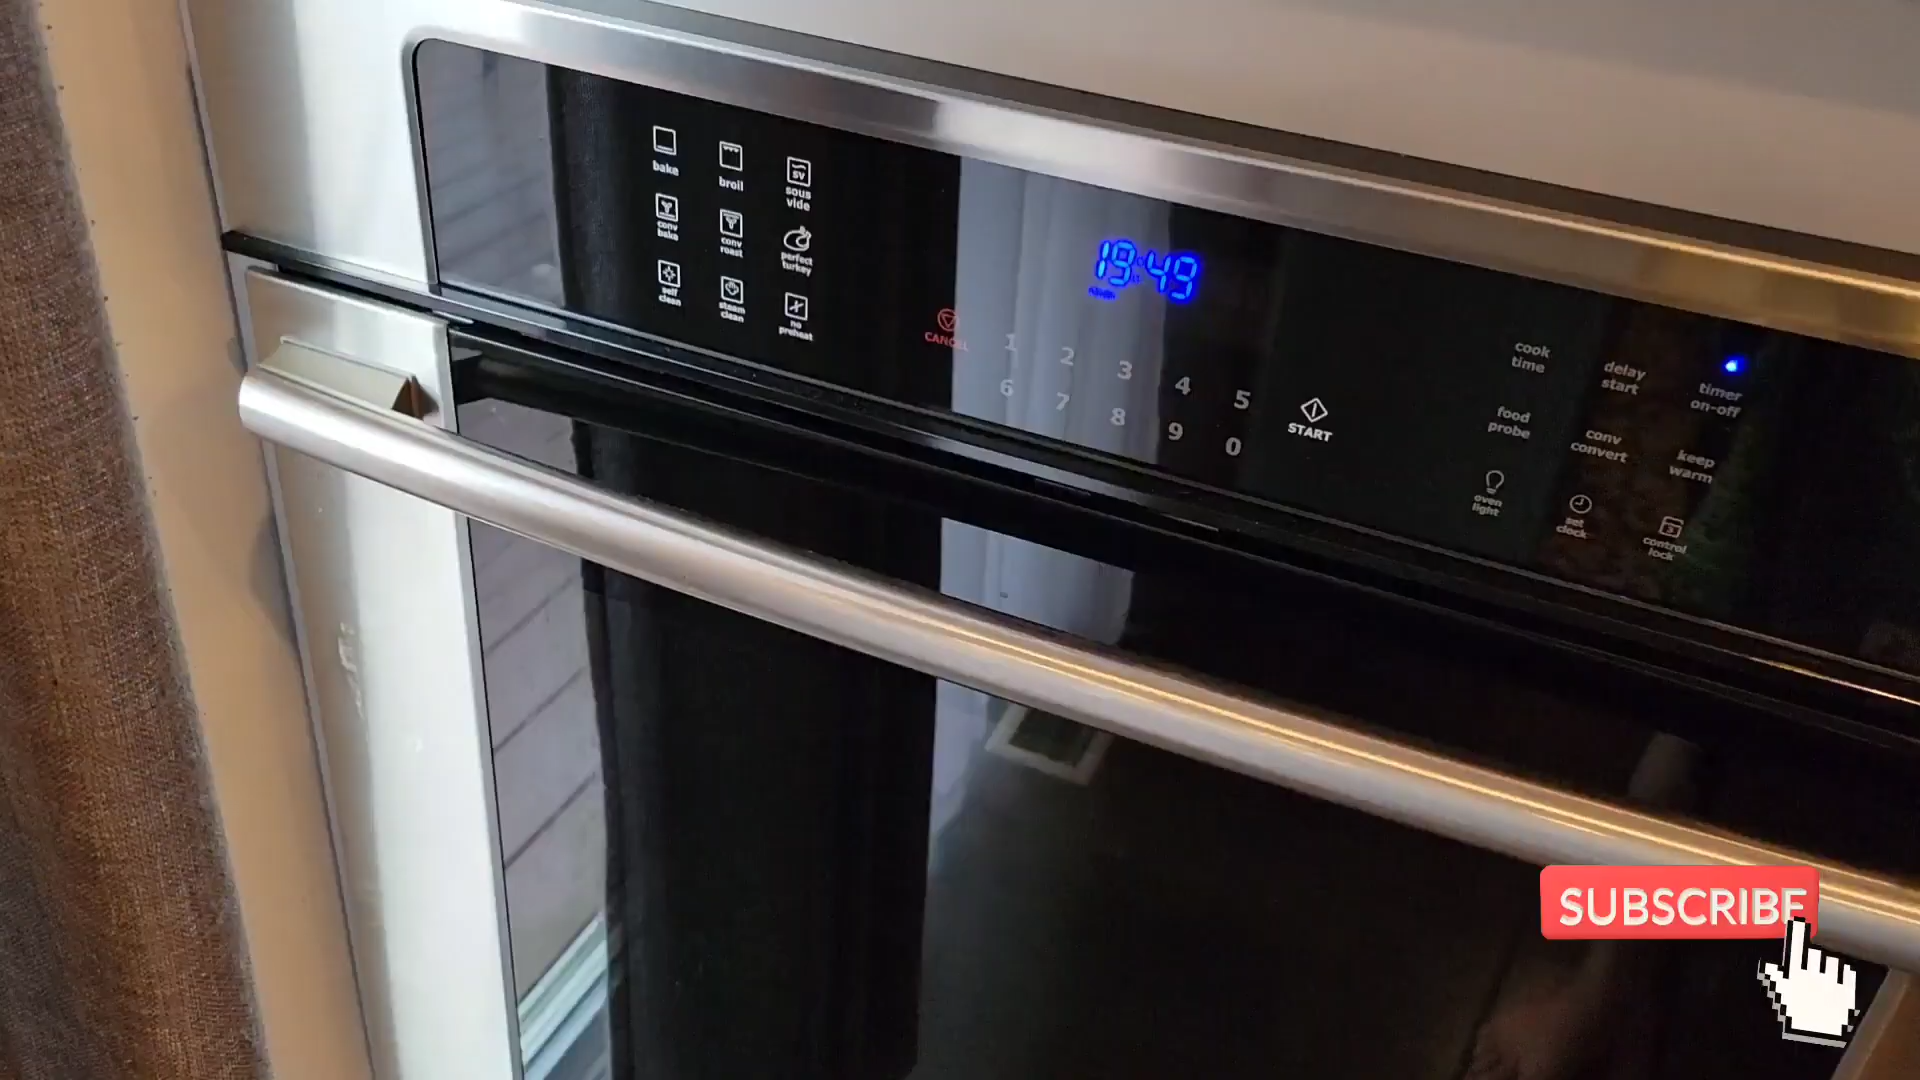 bake
broil
SV
sous
vide
conv
bake
conv
roast
perfect
turkey
self
clean
steam
clean
no
preheat
CANCEL
19:49
1 2 3 4 5
6 7 8 9 0
START
cook
time
delay
start
timer
on-off
food
probe
conv
convert
keep
warm
oven
light
set
clock
3
control
lock
SUBSCRIBE